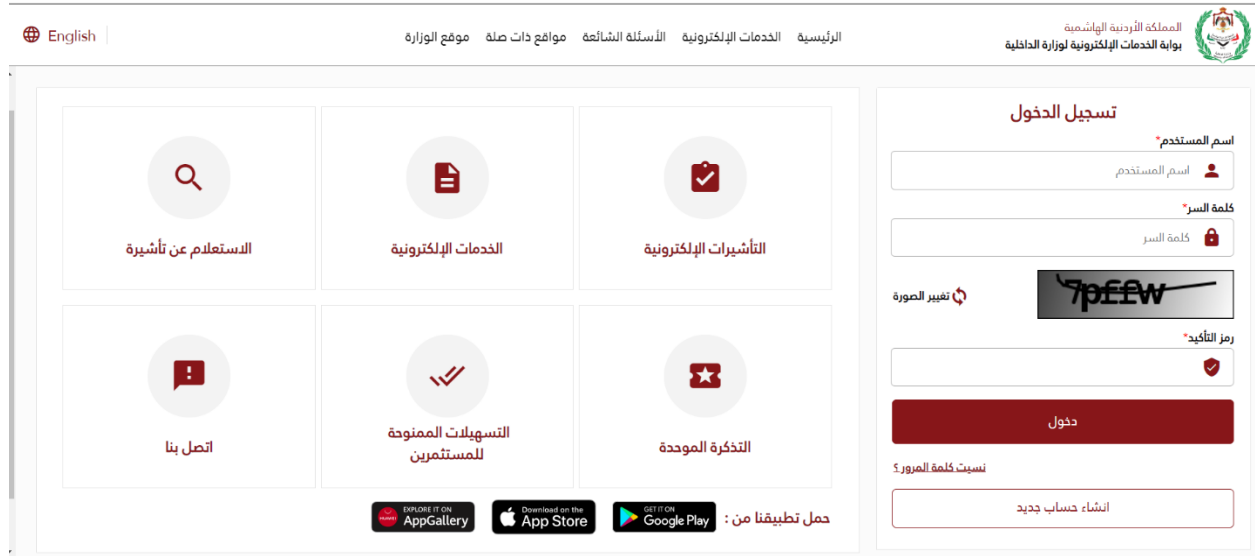 المملكة الأردنية الهاشمية
بوابة الخدمات الإلكترونية لوزارة الداخلية
الرئيسية الخدمات الإلكترونية الأسئلة الشائعة مواقع ذات صلة موقع الوزارة
English
تسجيل الدخول
اسم المستخدم*
اسم المستخدم
كلمة السر*
كلمة السر
7pffw
تغيير الصورة
رمز التأكيد*
دخول
نسيت كلمة المرور ؟
انشاء حساب جديد
التأشيرات الإلكترونية
الخدمات الإلكترونية
الاستعلام عن تأشيرة
التذكرة الموحدة
التسهيلات الممنوحة
للمستثمرين
اتصل بنا
حمل تطبيقنا من :
GET IT ON
Google Play
Download on the
App Store
EXPLORE IT ON
AppGallery